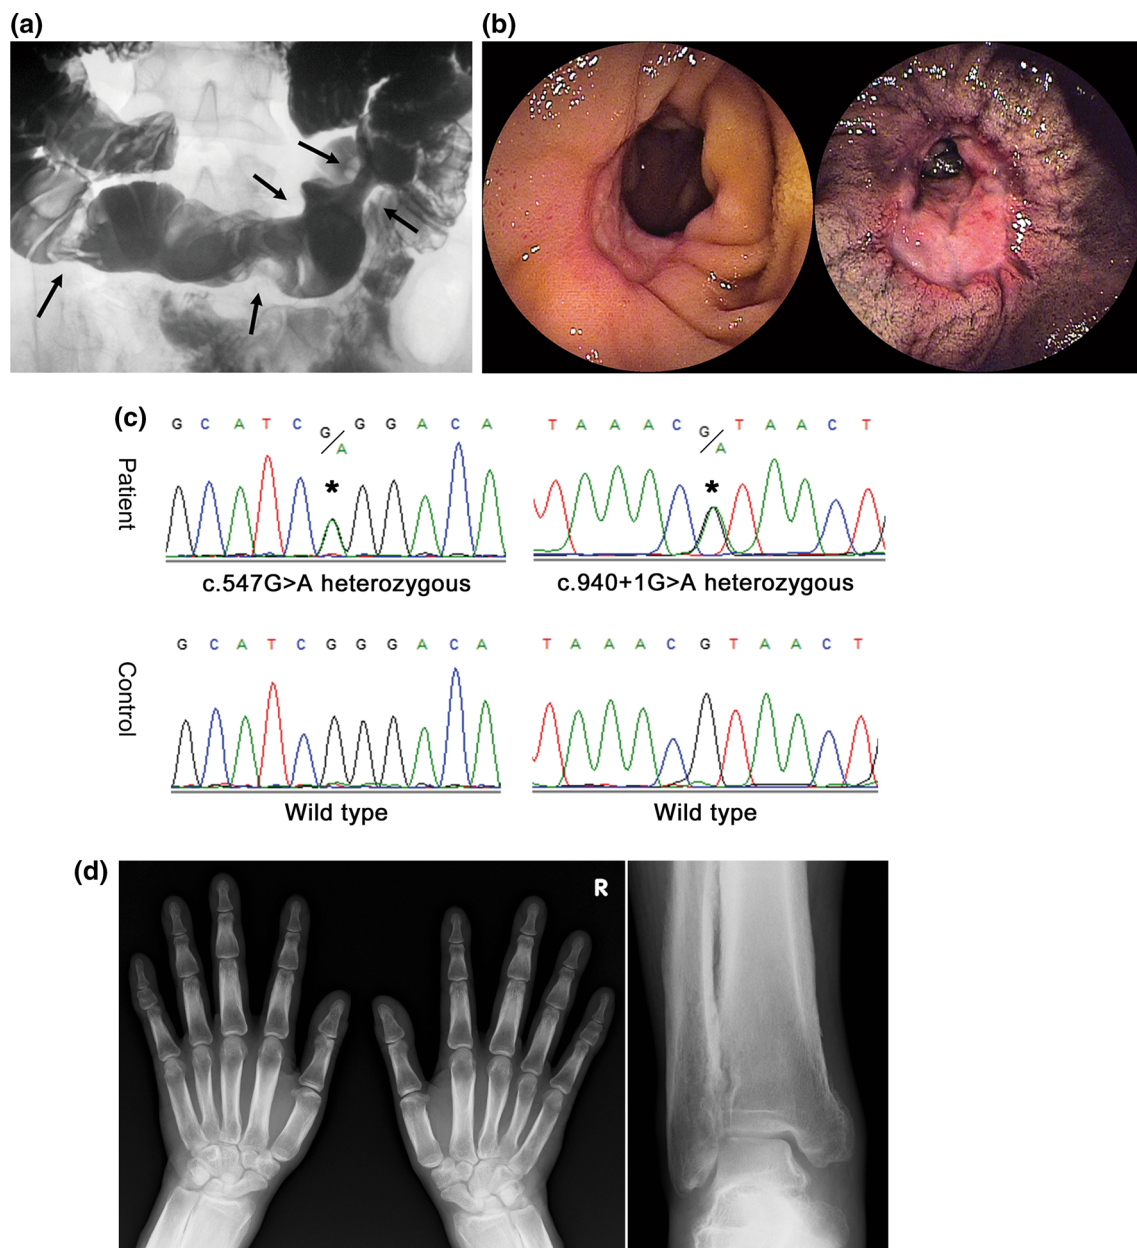 (a)
(b)
(c)
Patient
G C A T C G/A G G A C A
T A A A C G/A T A A C T
*
*
c.547G>A heterozygous
c.940+1G>A heterozygous
Control
G C A T C G G G A C A
T A A A C G T A A C T
Wild type
Wild type
(d)
R